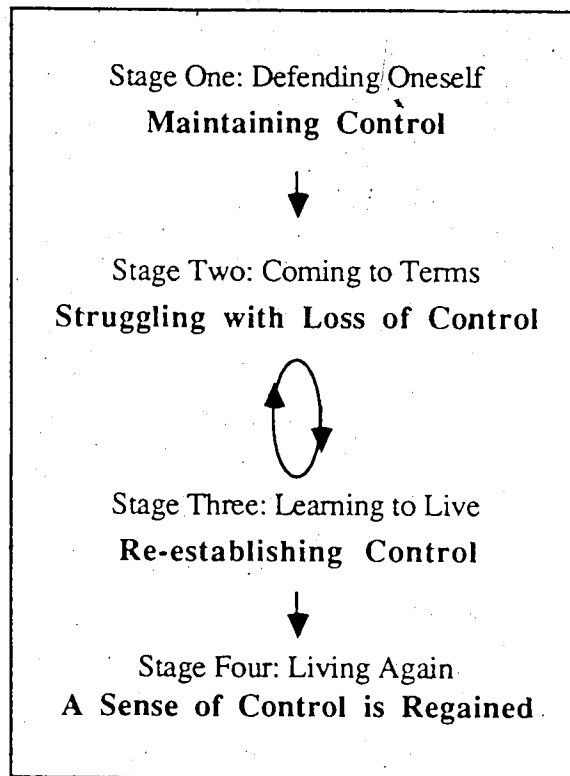 Stage One: Defending Oneself
Maintaining Control
Stage Two: Coming to Terms
Struggling with Loss of Control
Stage Three: Learning to Live
Re-establishing Control
Stage Four: Living Again
A Sense of Control is Regained